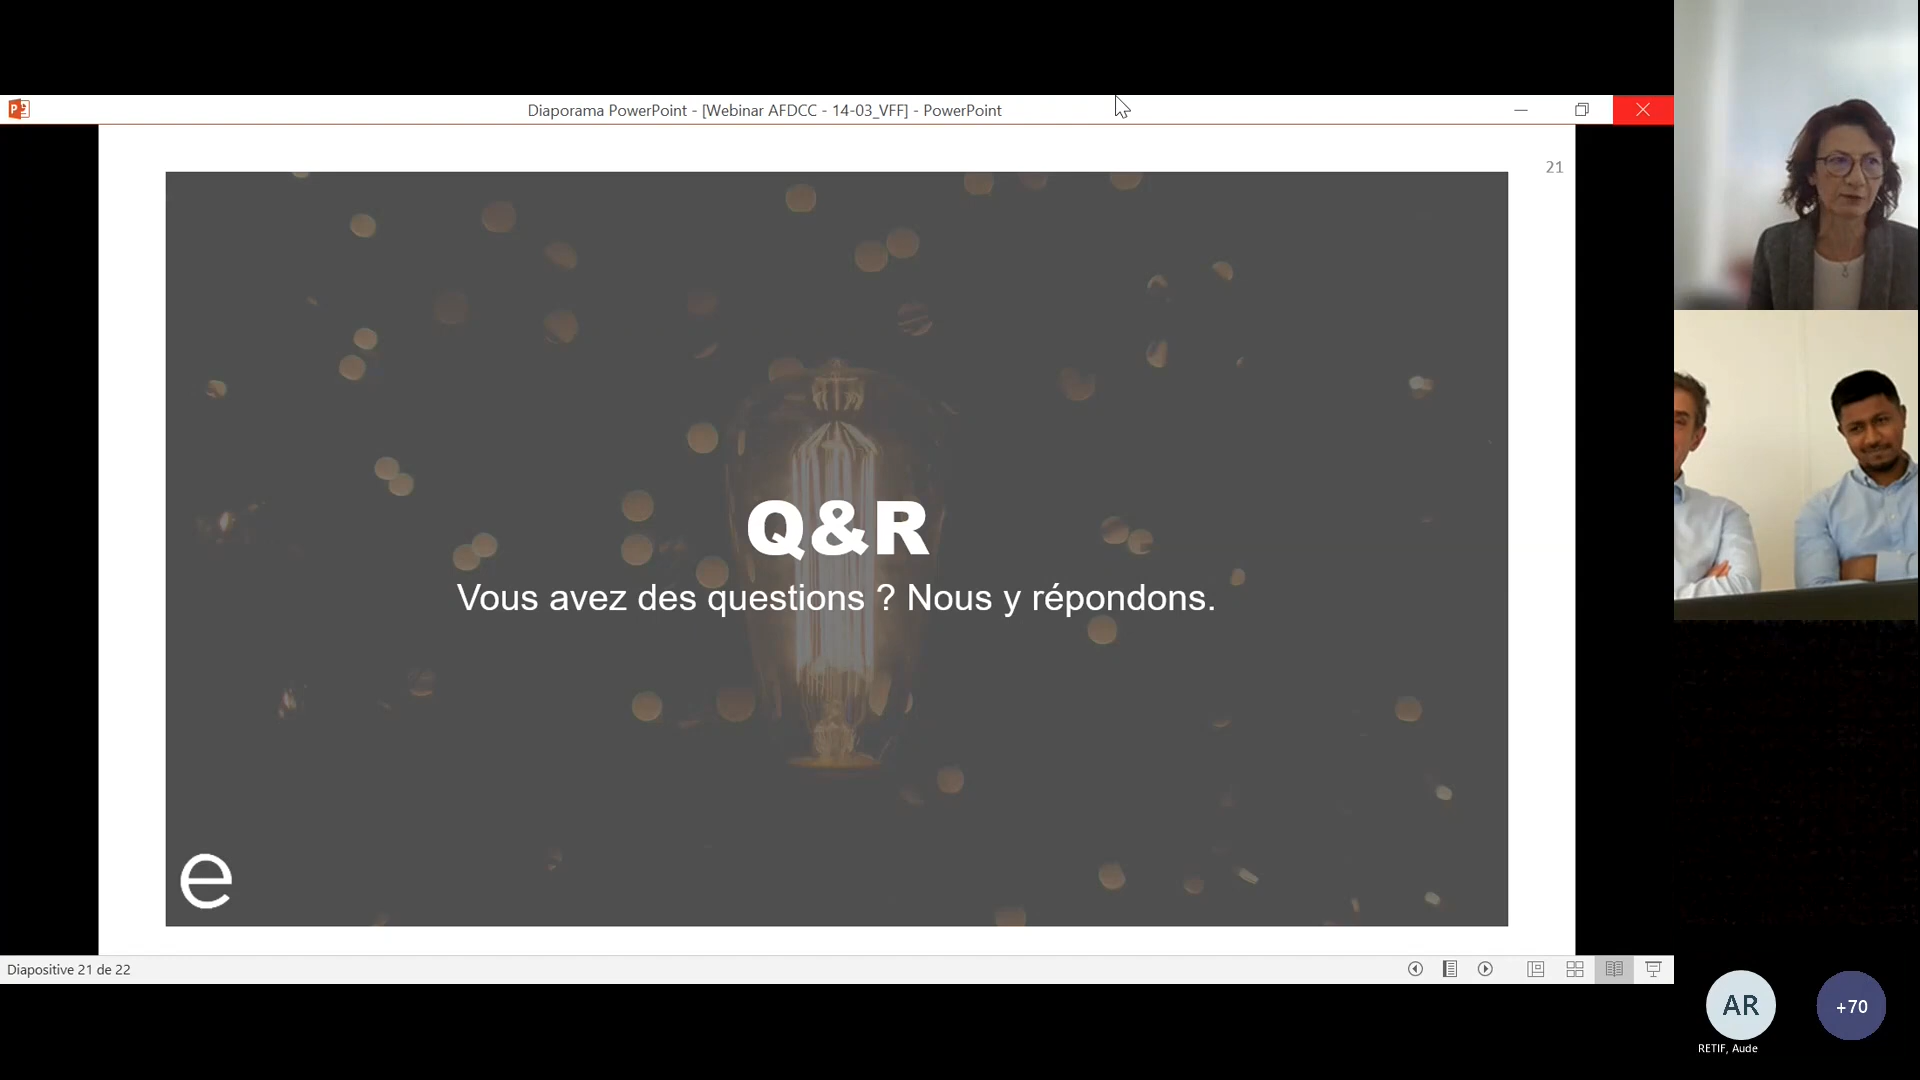 Diaporama PowerPoint - [Webinar AFDCC - 14-03_VFF] - PowerPoint
21
Q&R
Vous avez des questions ? Nous y répondons.
e
Diapositive 21 de 22
AR
+70
RETIF, Aude